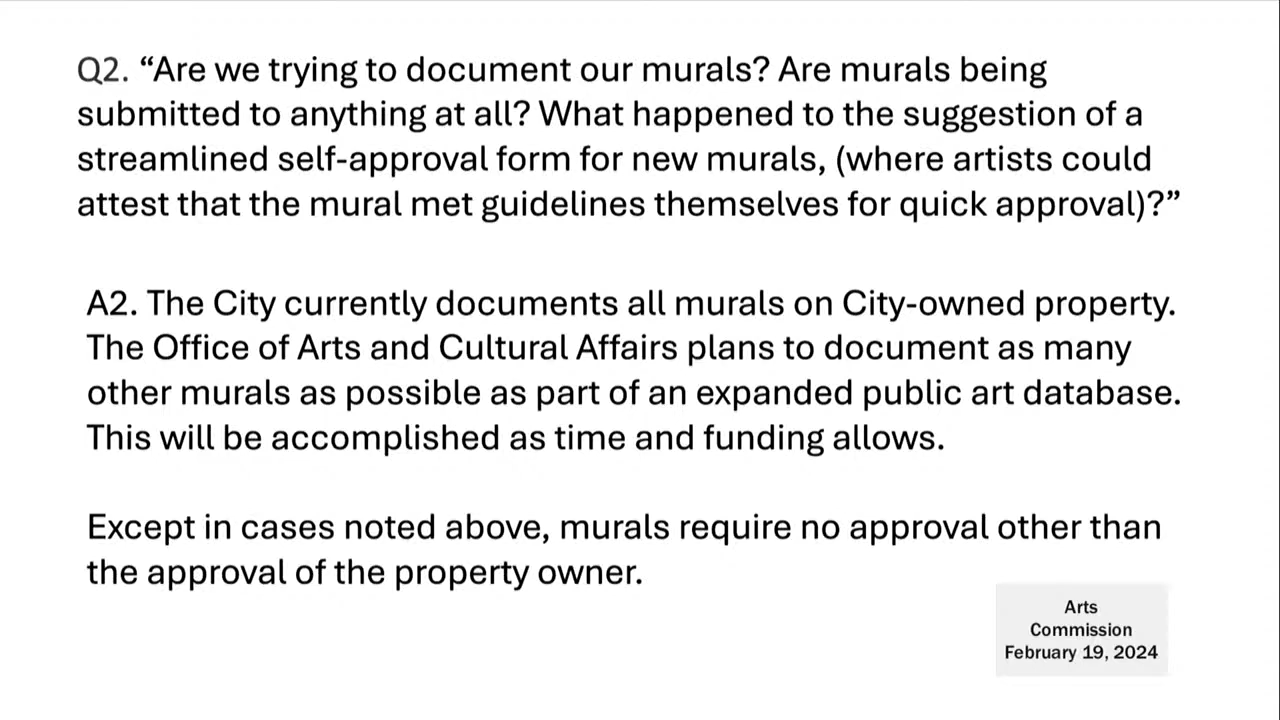 Q2. “Are we trying to document our murals? Are murals being
submitted to anything at all? What happened to the suggestion of a
streamlined self-approval form for new murals, (where artists could
attest that the mural met guidelines themselves for quick approval)?”
A2. The City currently documents all murals on City-owned property.
The Office of Arts and Cultural Affairs plans to document as many
other murals as possible as part of an expanded public art database.
This will be accomplished as time and funding allows.
Except in cases noted above, murals require no approval other than
the approval of the property owner.
Arts
Commission
February 19, 2024